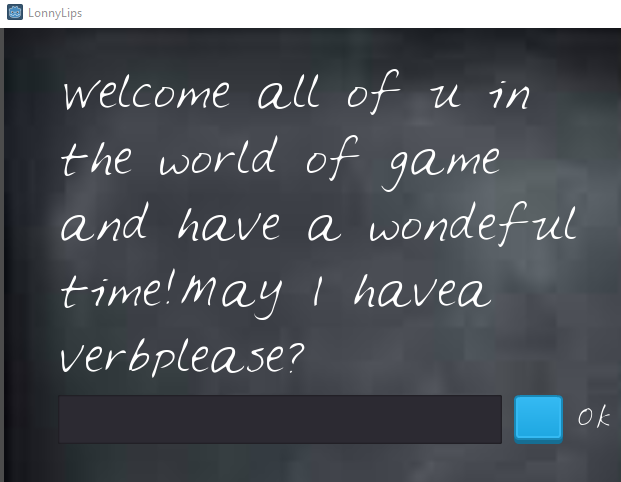 LonnyLips
Welcome all of u in
the world of game
and have a wondeful
time!May I havea
verbplease?
Ok